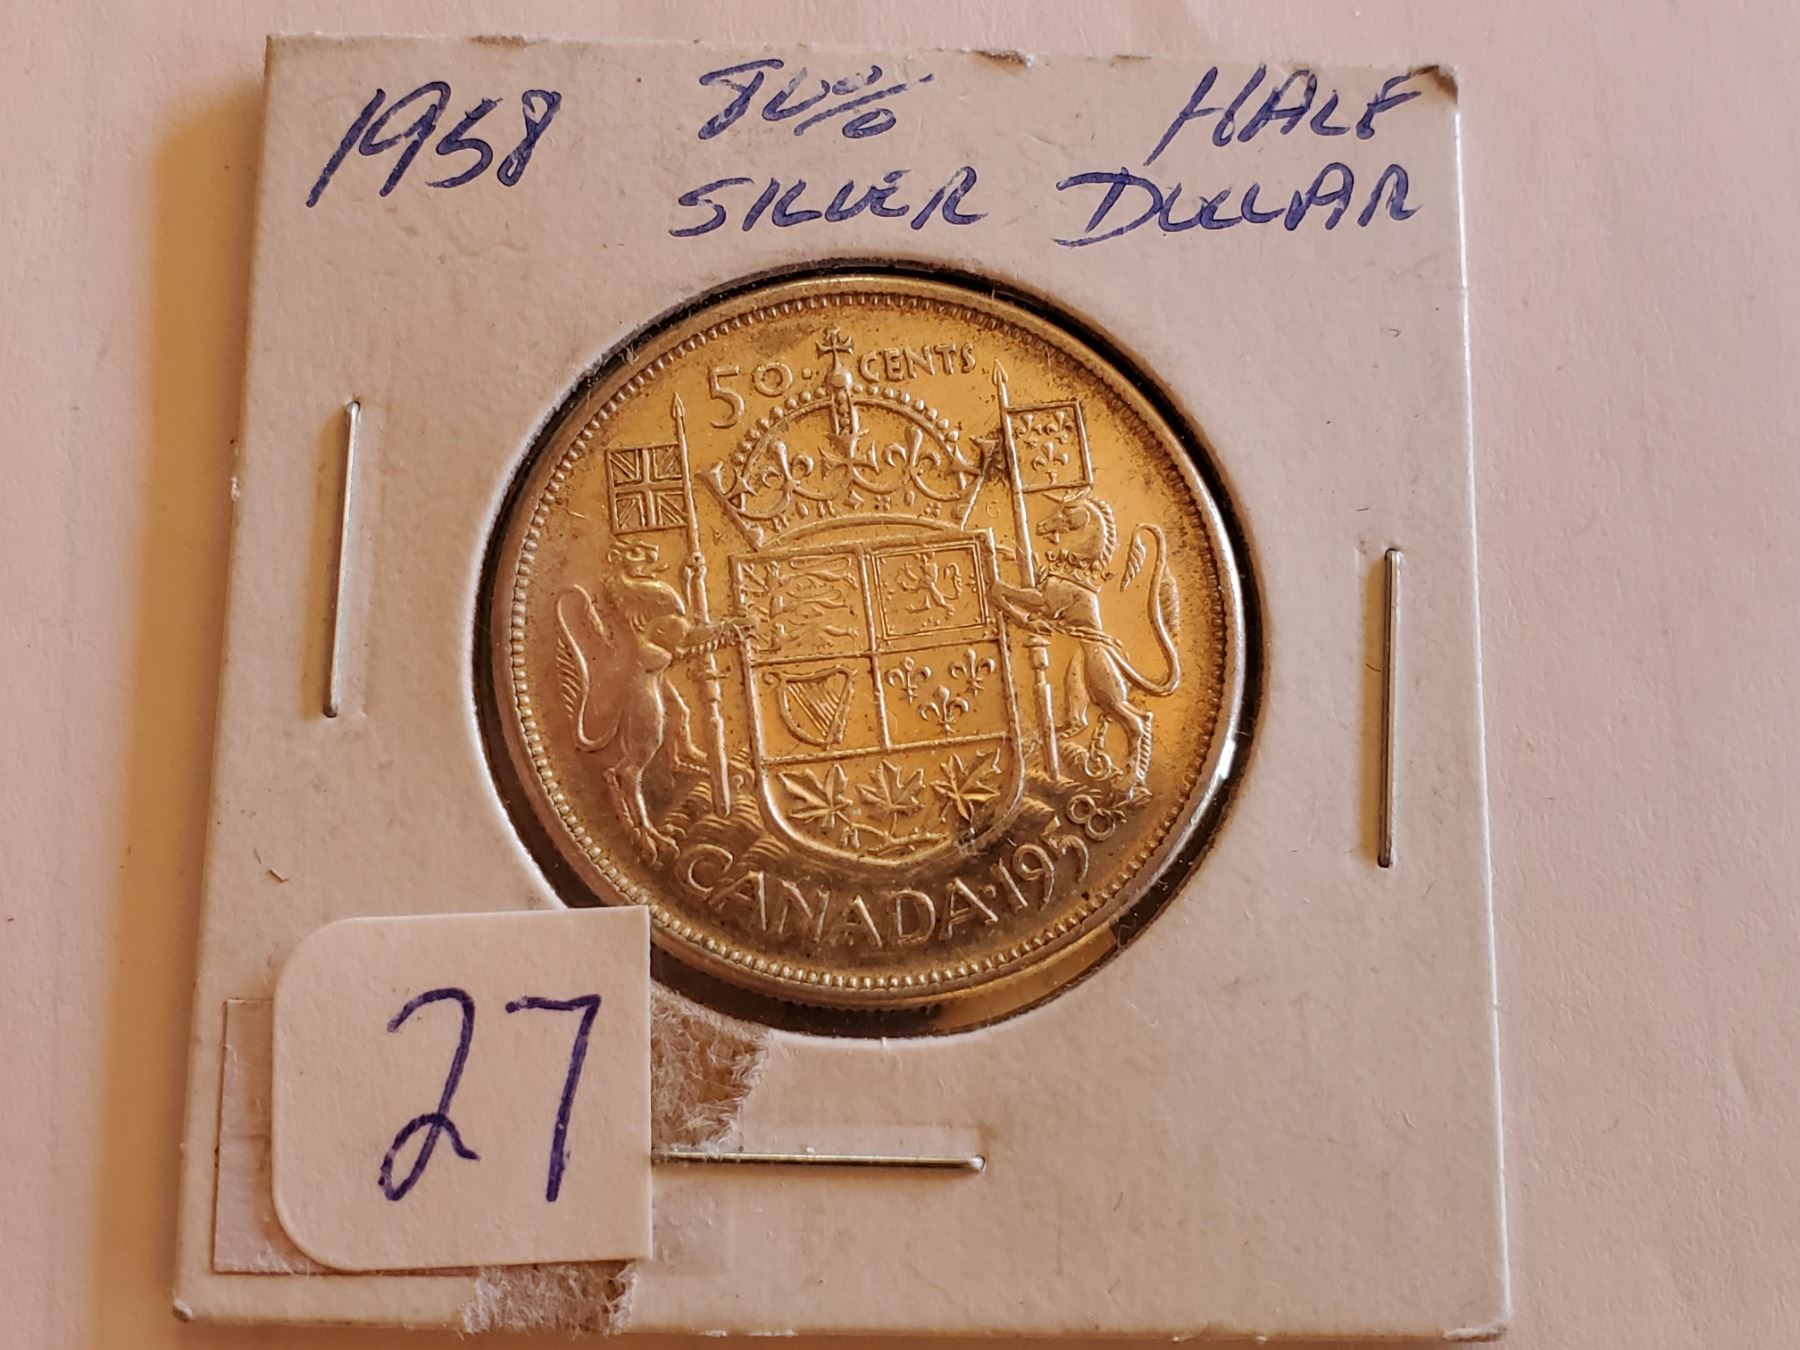 1958 80% HALF
SILVER DOLLAR
50 · CENTS
K G
CANADA · 1958
27